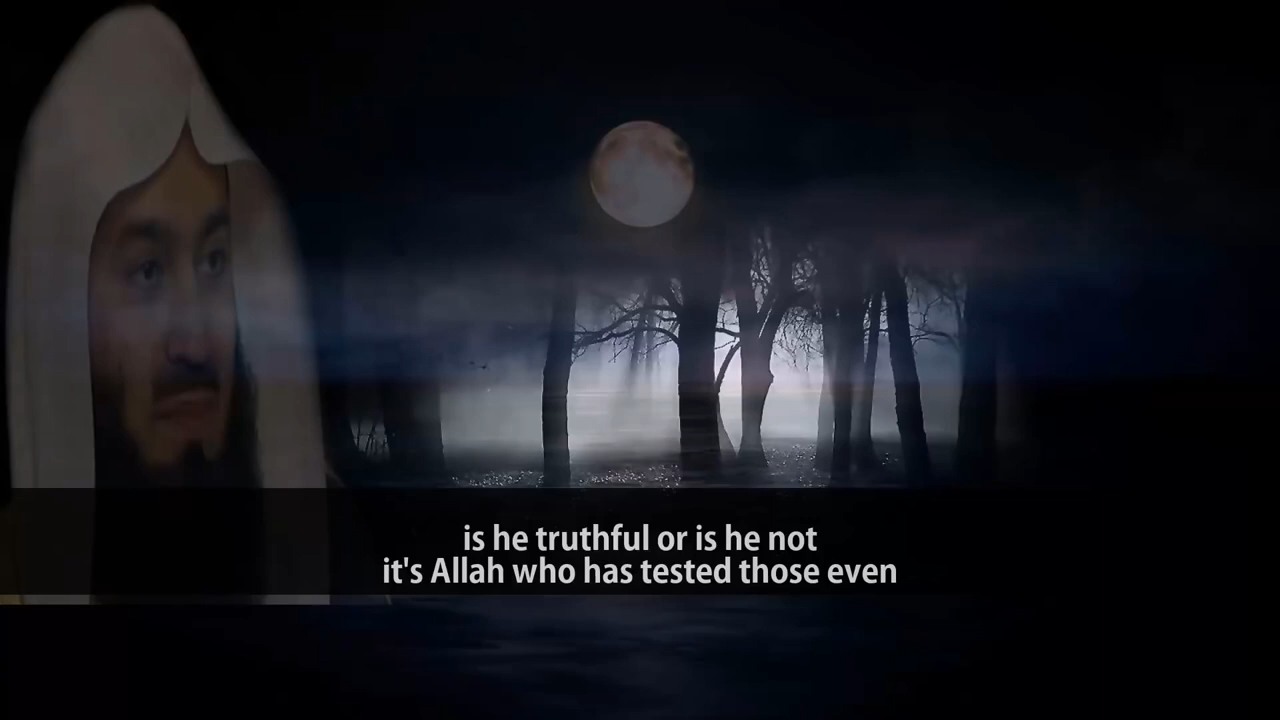 is he truthful or is he not
it's Allah who has tested those even